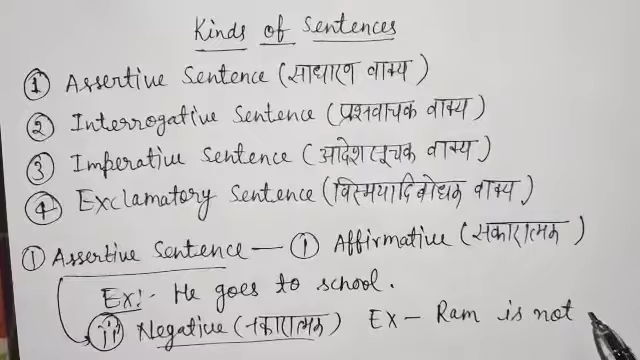 Kinds of Sentences
① Assertive Sentence (साधारण वाक्य)
② Interrogative Sentence (प्रश्नवाचक वाक्य)
③ Imperative Sentence (आदेशसूचक वाक्य)
④ Exclamatory Sentence (विस्मयादिबोधक वाक्य)
① Assertive Sentence — ① Affirmative (सकारात्मक)
Ex:- He goes to school.
(ii) Negative (नकारात्मक) EX — Ram is not